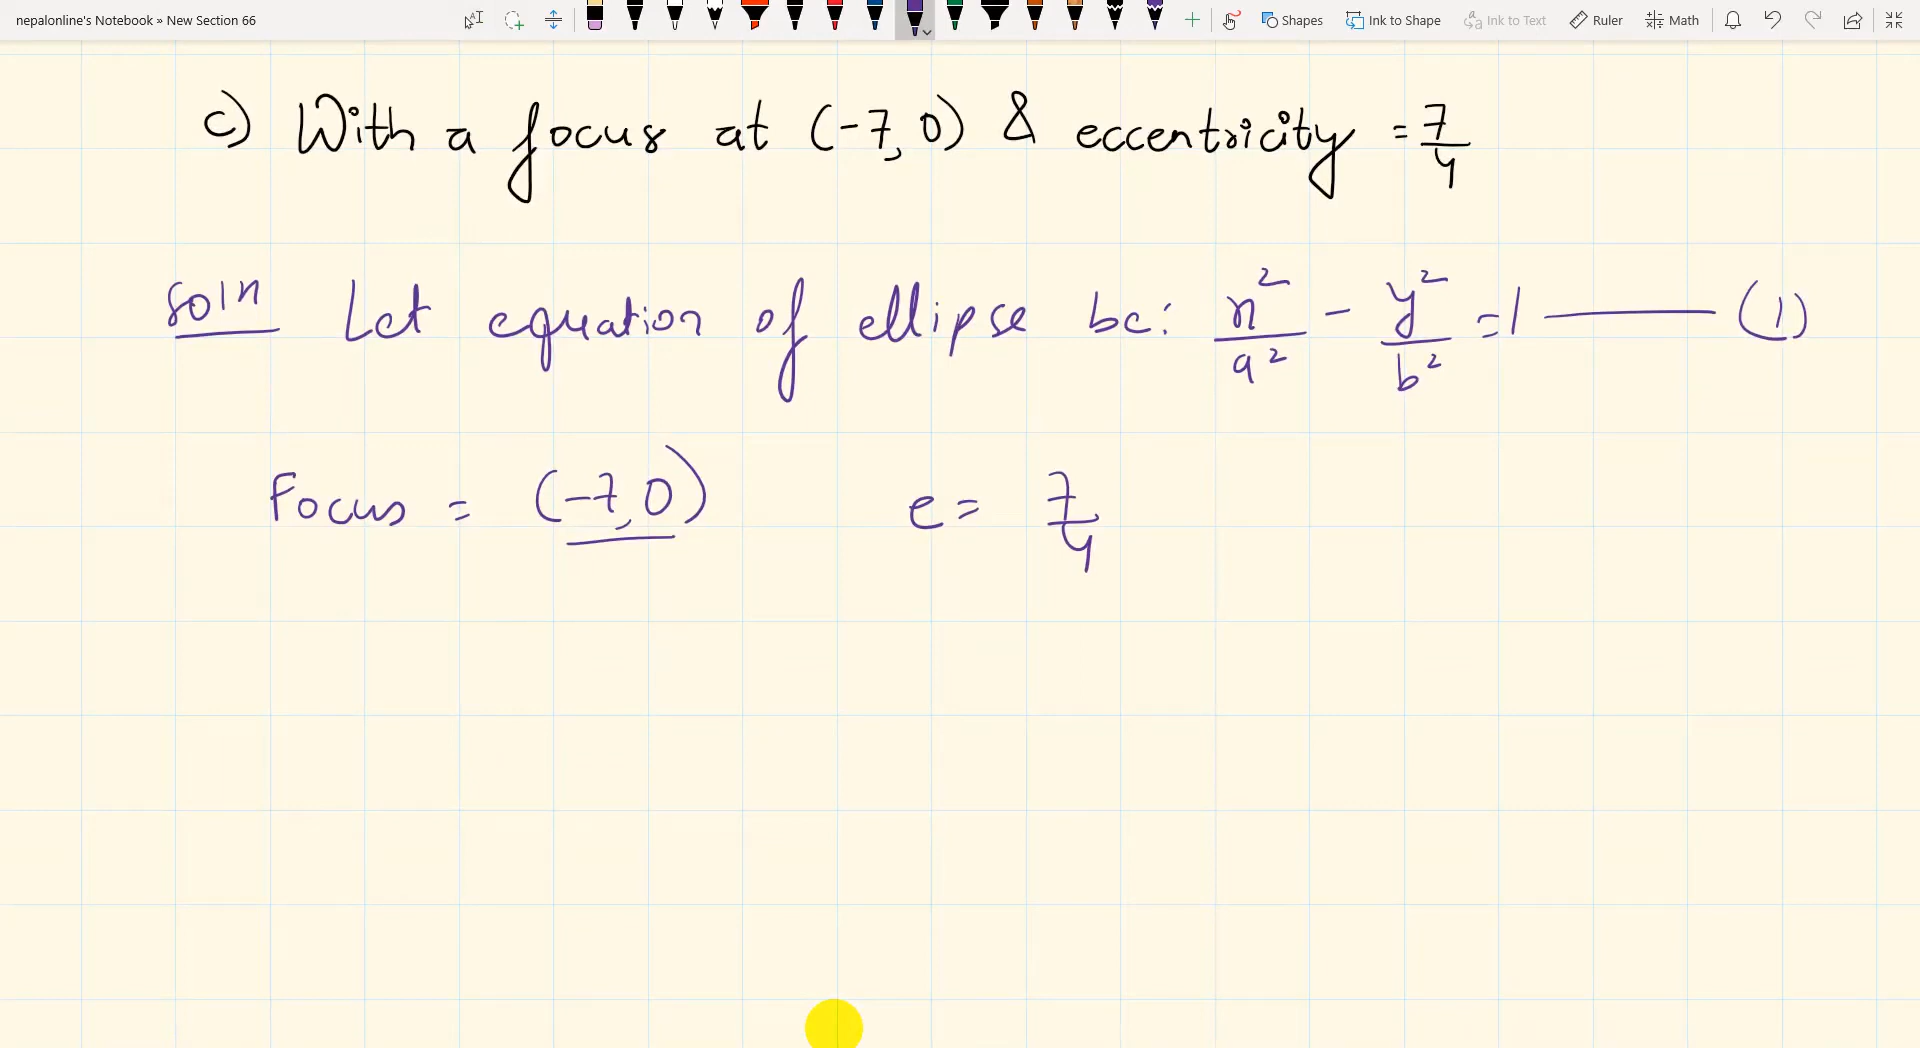 nepalonline's Notebook » New Section 66 Shapes Ink to Shape Ink to Text Ruler Math
c) With a focus at (-7, 0) & eccentricity = 7/4
soln Let equation of ellipse be: x²/a² - y²/b² = 1 —— (1)
Focus = (-7, 0) e = 7/4